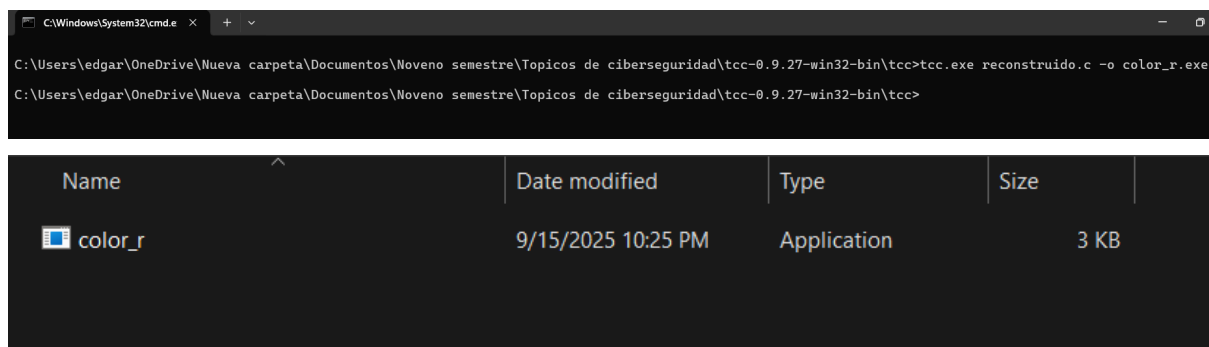 C:\Windows\System32\cmd.e
C:\Users\edgar\OneDrive\Nueva carpeta\Documentos\Noveno semestre\Topicos de ciberseguridad\tcc-0.9.27-win32-bin\tcc>tcc.exe reconstruido.c -o color_r.exe
C:\Users\edgar\OneDrive\Nueva carpeta\Documentos\Noveno semestre\Topicos de ciberseguridad\tcc-0.9.27-win32-bin\tcc>
Name Date modified Type Size
color_r 9/15/2025 10:25 PM Application 3 KB